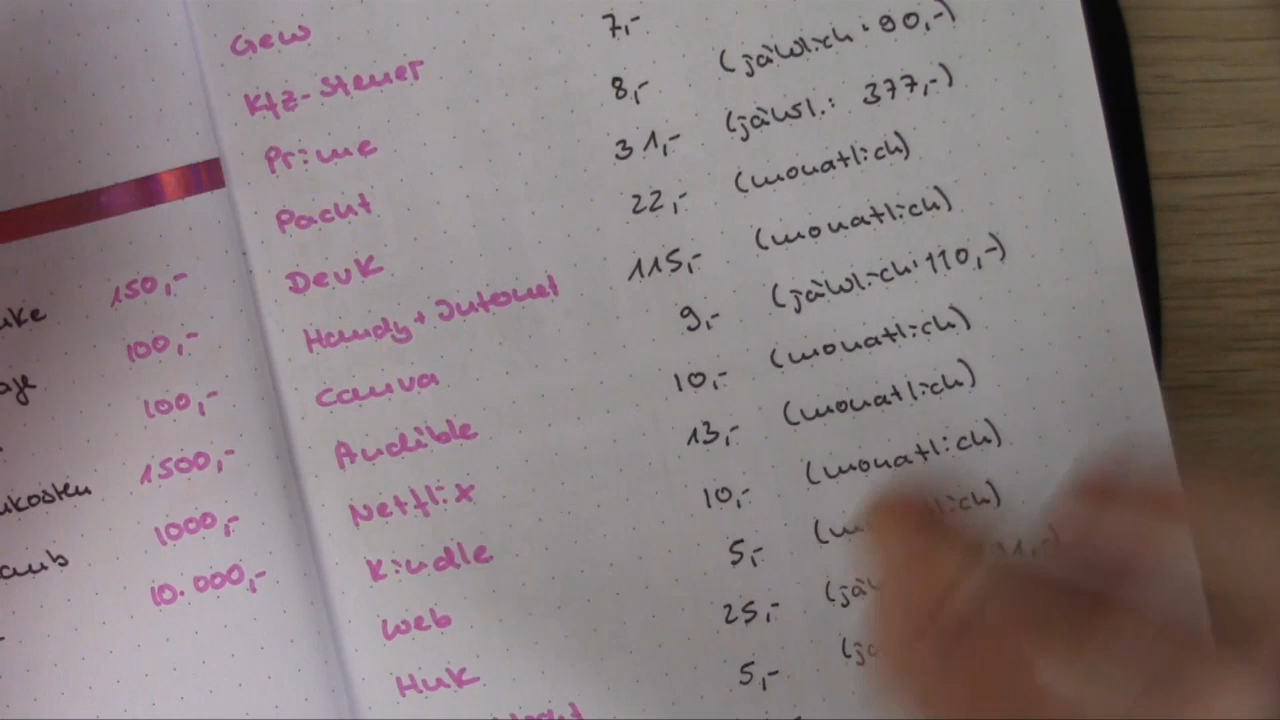 150,-
100,-
100,-
1500,-
1000,-
10.000,-
Gew
Kfz-Steuer 7,-
Prime 8,- (jährlich: 90,-)
Pacht 31,- (jährl.: 377,-)
Devk 22,- (monatlich)
Handy + Internet 115,- (monatlich)
Canva 9,- (jährlich: 110,-)
Audible 10,- (monatlich)
Netflix 13,- (monatlich)
Kindle 10,- (monatlich)
Web 5,-
Huk 25,-
5,-